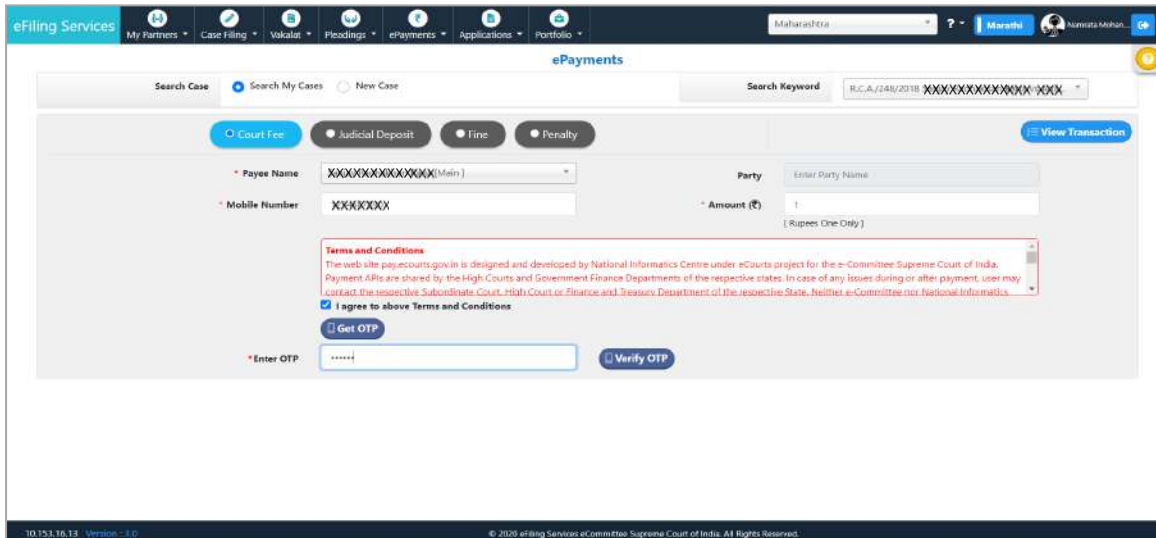 eFiling Services My Partners Case Filing Vakalat Pleadings ePayments Applications Portfolio Maharashtra ? Marathi Namrata Mohan...
ePayments
Search Case Search My Cases New Case Search Keyword R.C.A./248/2018 XXXXXXXXXXXXX XXX
Court Fee Judicial Deposit Fine Penalty View Transaction
* Payee Name XXXXXXXXXXXXX(Main ) Party Enter Party Name
* Mobile Number XXXXXXX * Amount (₹) 1
( Rupees One Only )
Terms and Conditions
The web site pay.ecourts.gov.in is designed and developed by National Informatics Centre under eCourts project for the e-Committee Supreme Court of India.
Payment APIs are shared by the High Courts and Government Finance Departments of the respective states. In case of any issues during or after payment, user may
contact the respective Subordinate Court, High Court or Finance and Treasury Department of the respective State. Neither e-Committee nor National Informatics
I agree to above Terms and Conditions
Get OTP
*Enter OTP ...... Verify OTP
10.153.16.13 Version : 3.0 © 2020 eFiling Services eCommittee Supreme Court of India. All Rights Reserved.